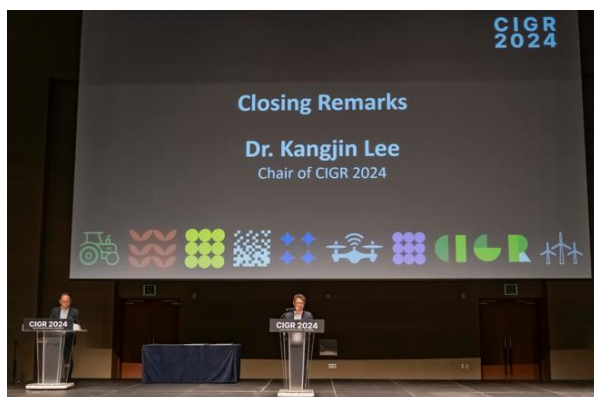 CIGR
2024
Closing Remarks
Dr. Kangjin Lee
Chair of CIGR 2024
CIGR
CIGR 2024
CIGR 2024